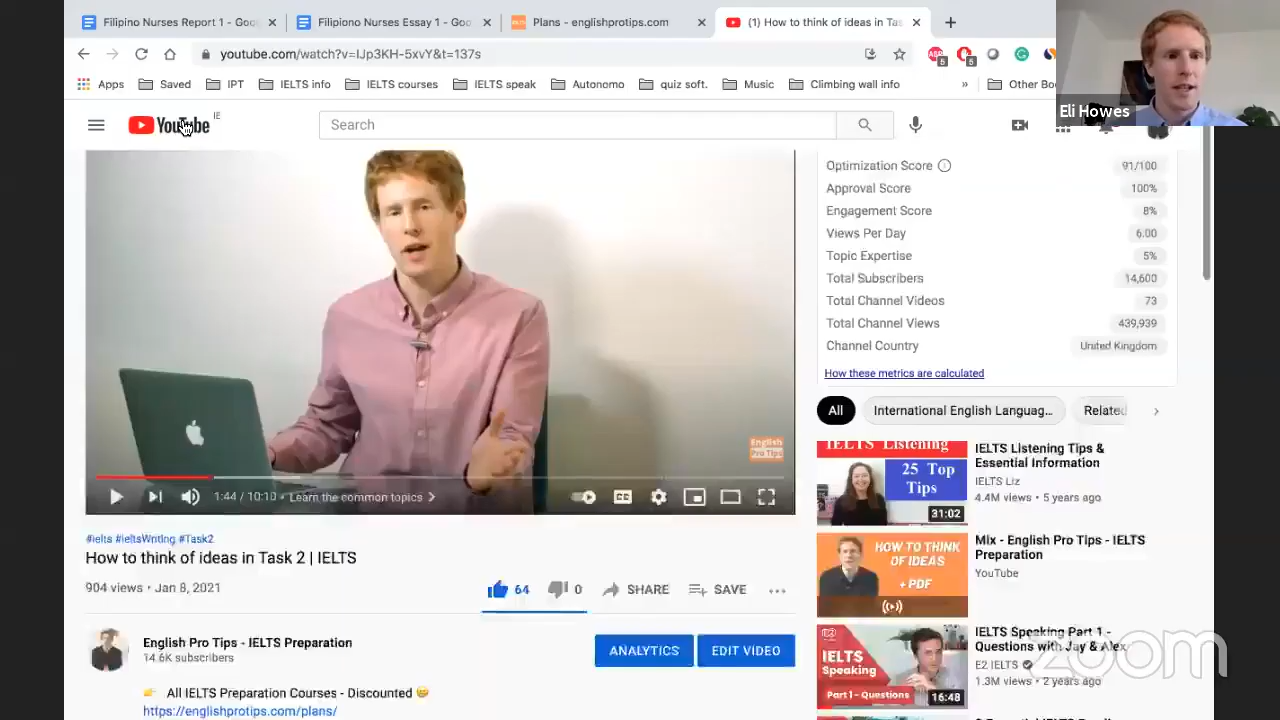 Filipino Nurses Report 1 - Goo
Filipiono Nurses Essay 1 - Goo
Plans - englishprotips.com
(1) How to think of ideas in Tas
youtube.com/watch?v=IJp3KH-5xvY&t=137s
Apps
Saved
IPT
IELTS info
IELTS courses
IELTS speak
Autonomo
quiz soft.
Music
Climbing wall info
»
Other Bo
Eli Howes
YouTube
IE
Search
Optimization Score
91/100
Approval Score
100%
Engagement Score
8%
Views Per Day
6.00
Topic Expertise
5%
Total Subscribers
14,600
Total Channel Videos
73
Total Channel Views
439,939
Channel Country
United Kingdom
How these metrics are calculated
All
International English Languag...
Related
English
Pro Tips
1:44 / 10:10 • Learn the common topics
#ielts #ieltsWriting #Task2
How to think of ideas in Task 2 | IELTS
904 views • Jan 8, 2021
64
0
SHARE
SAVE
English Pro Tips - IELTS Preparation
14.6K subscribers
ANALYTICS
EDIT VIDEO
All IELTS Preparation Courses - Discounted
https://englishprotips.com/plans/
IELTS Listening
25 Top
Tips
31:02
IELTS Listening Tips &
Essential Information
IELTS Liz
4.4M views • 5 years ago
HOW TO THINK
OF IDEAS
+ PDF
Mix - English Pro Tips - IELTS
Preparation
YouTube
IELTS
Speaking
Part 1 - Questions
16:48
IELTS Speaking Part 1 -
Questions with Jay & Alex
E2 IELTS
1.3M views • 2 years ago
zoom